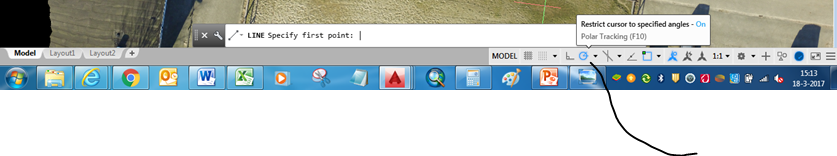 Restrict cursor to specified angles - On
Polar Tracking (F10)
LINE Specify first point:
Model Layout1 Layout2 +
MODEL 1:1
15:13
18-3-2017